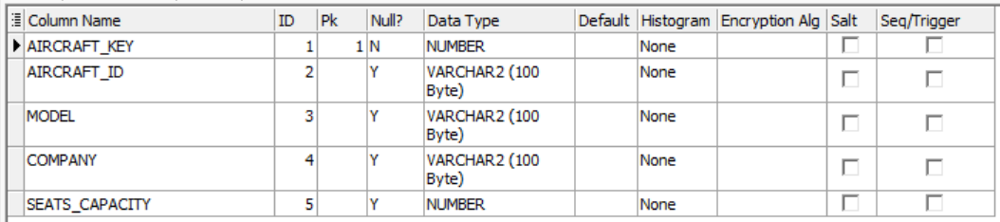 Column Name ID Pk Null? Data Type Default Histogram Encryption Alg Salt Seq/Trigger
AIRCRAFT_KEY 1 1 N NUMBER None
AIRCRAFT_ID 2 Y VARCHAR2 (100 None
Byte)
MODEL 3 Y VARCHAR2 (100 None
Byte)
COMPANY 4 Y VARCHAR2 (100 None
Byte)
SEATS_CAPACITY 5 Y NUMBER None